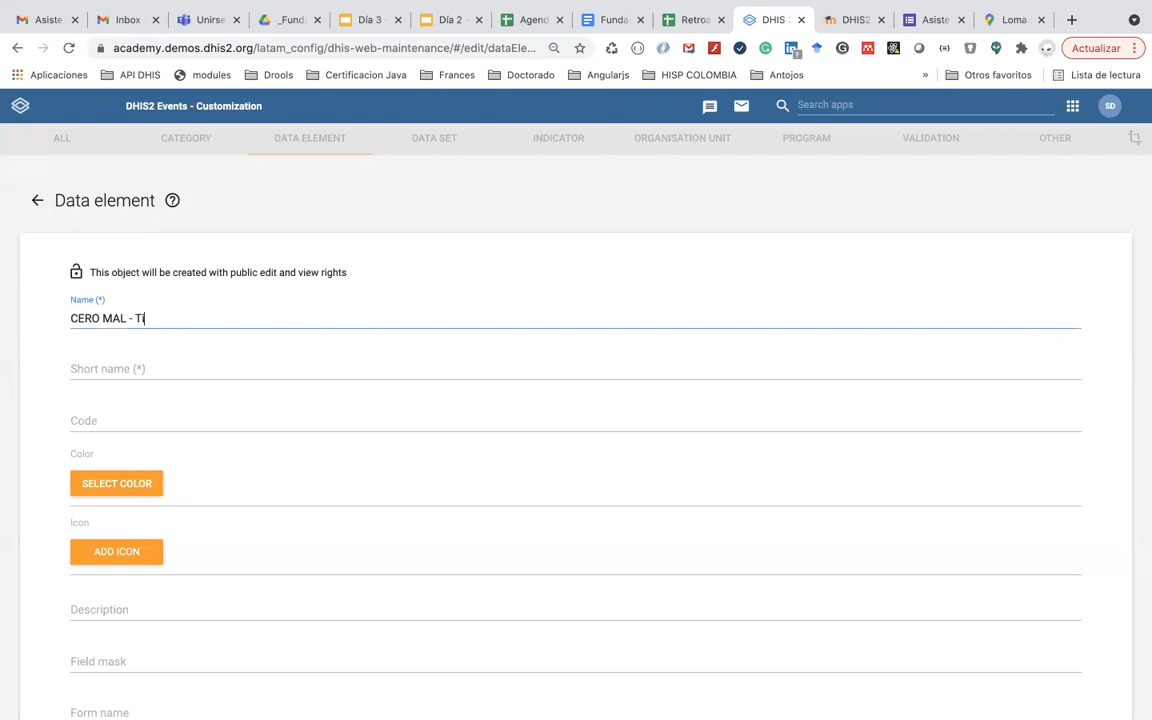 Asiste
Inbox
Unirse
_Fund
Día 3 -
Día 2 -
Agend
Funda
Retroa
DHIS
DHIS2
Asiste
Loma
academy.demos.dhis2.org/latam_config/dhis-web-maintenance/#/edit/dataEle...
Actualizar
Aplicaciones
API DHIS
modules
Drools
Certificacion Java
Frances
Doctorado
Angularjs
HISP COLOMBIA
Antojos
»
Otros favoritos
Lista de lectura
DHIS2 Events - Customization
Search apps
SD
ALL
CATEGORY
DATA ELEMENT
DATA SET
INDICATOR
ORGANISATION UNIT
PROGRAM
VALIDATION
OTHER
Data element
This object will be created with public edit and view rights
Name (*)
CERO MAL - Ti
Short name (*)
Code
Color
SELECT COLOR
Icon
ADD ICON
Description
Field mask
Form name